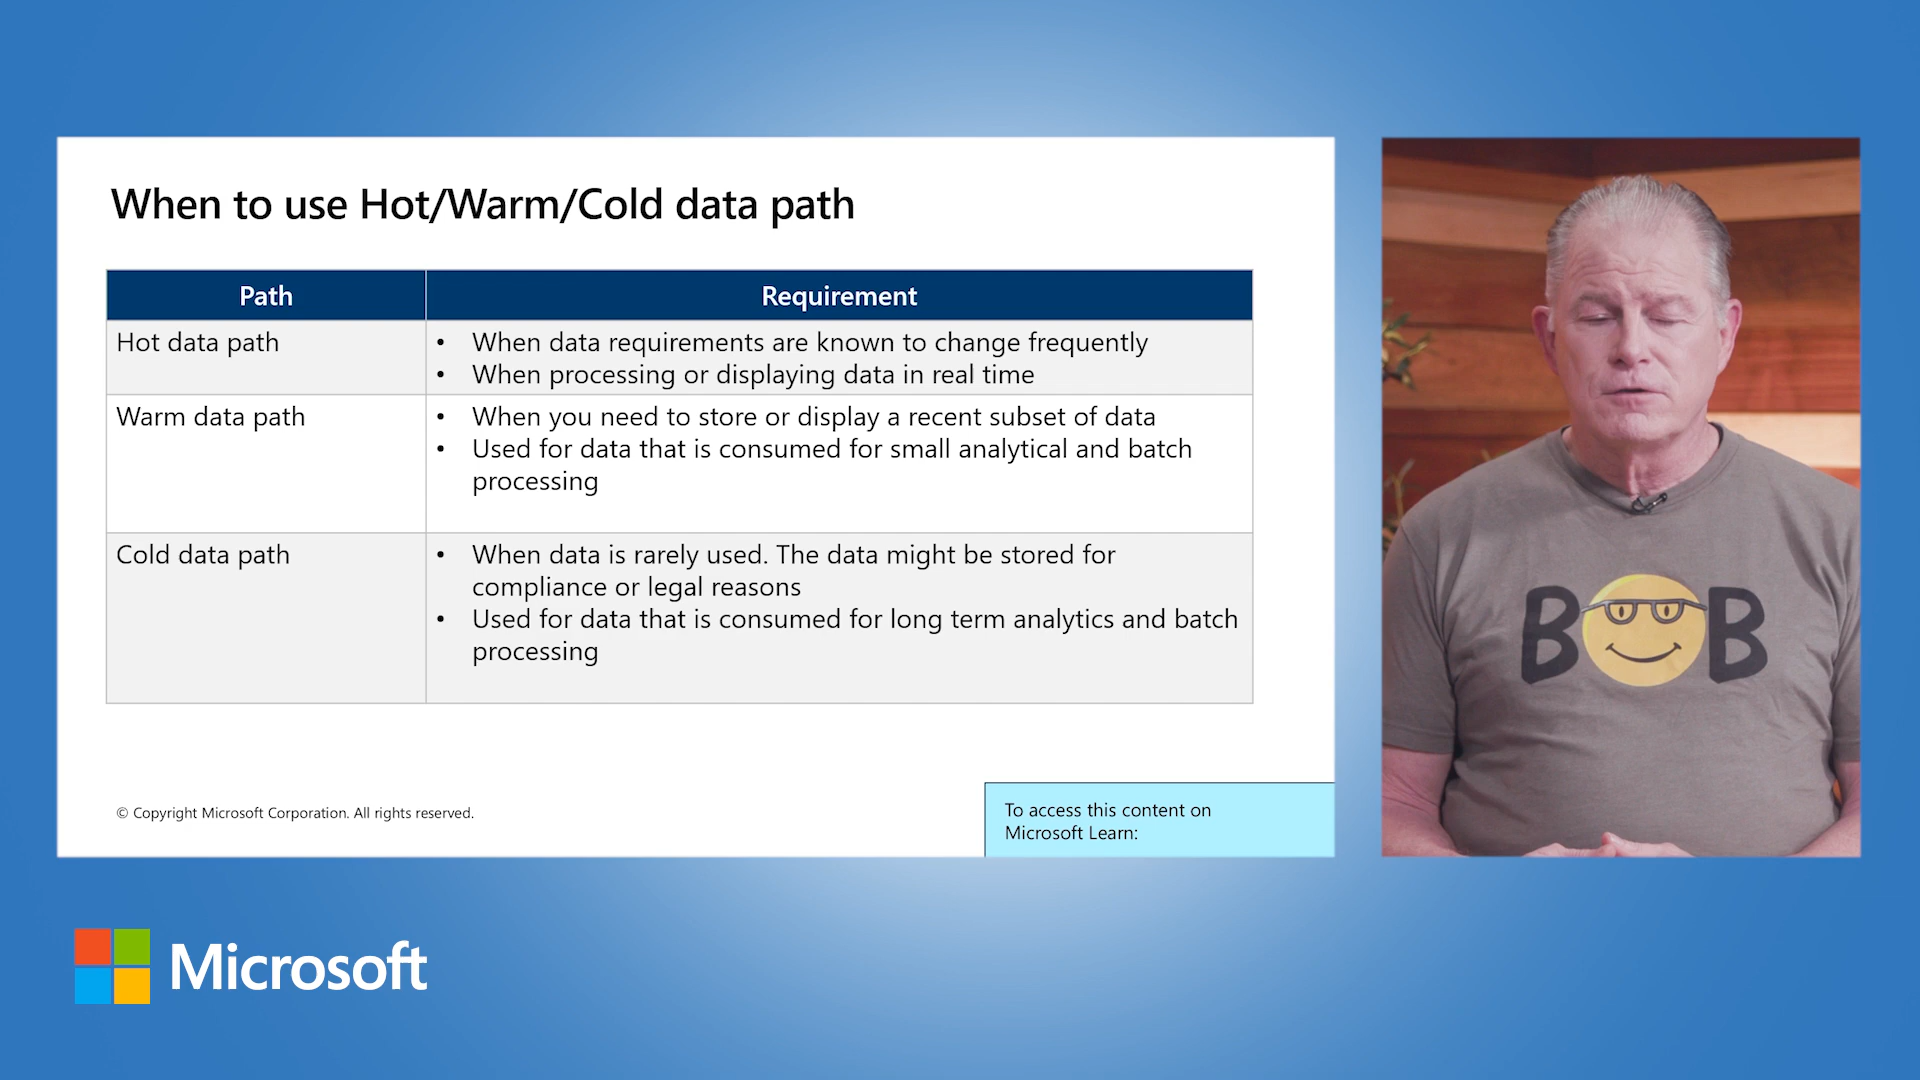 When to use Hot/Warm/Cold data path
Path
Requirement
Hot data path
• When data requirements are known to change frequently
• When processing or displaying data in real time
Warm data path
• When you need to store or display a recent subset of data
• Used for data that is consumed for small analytical and batch
processing
Cold data path
• When data is rarely used. The data might be stored for
compliance or legal reasons
• Used for data that is consumed for long term analytics and batch
processing
© Copyright Microsoft Corporation. All rights reserved.
To access this content on
Microsoft Learn:
BOB
Microsoft